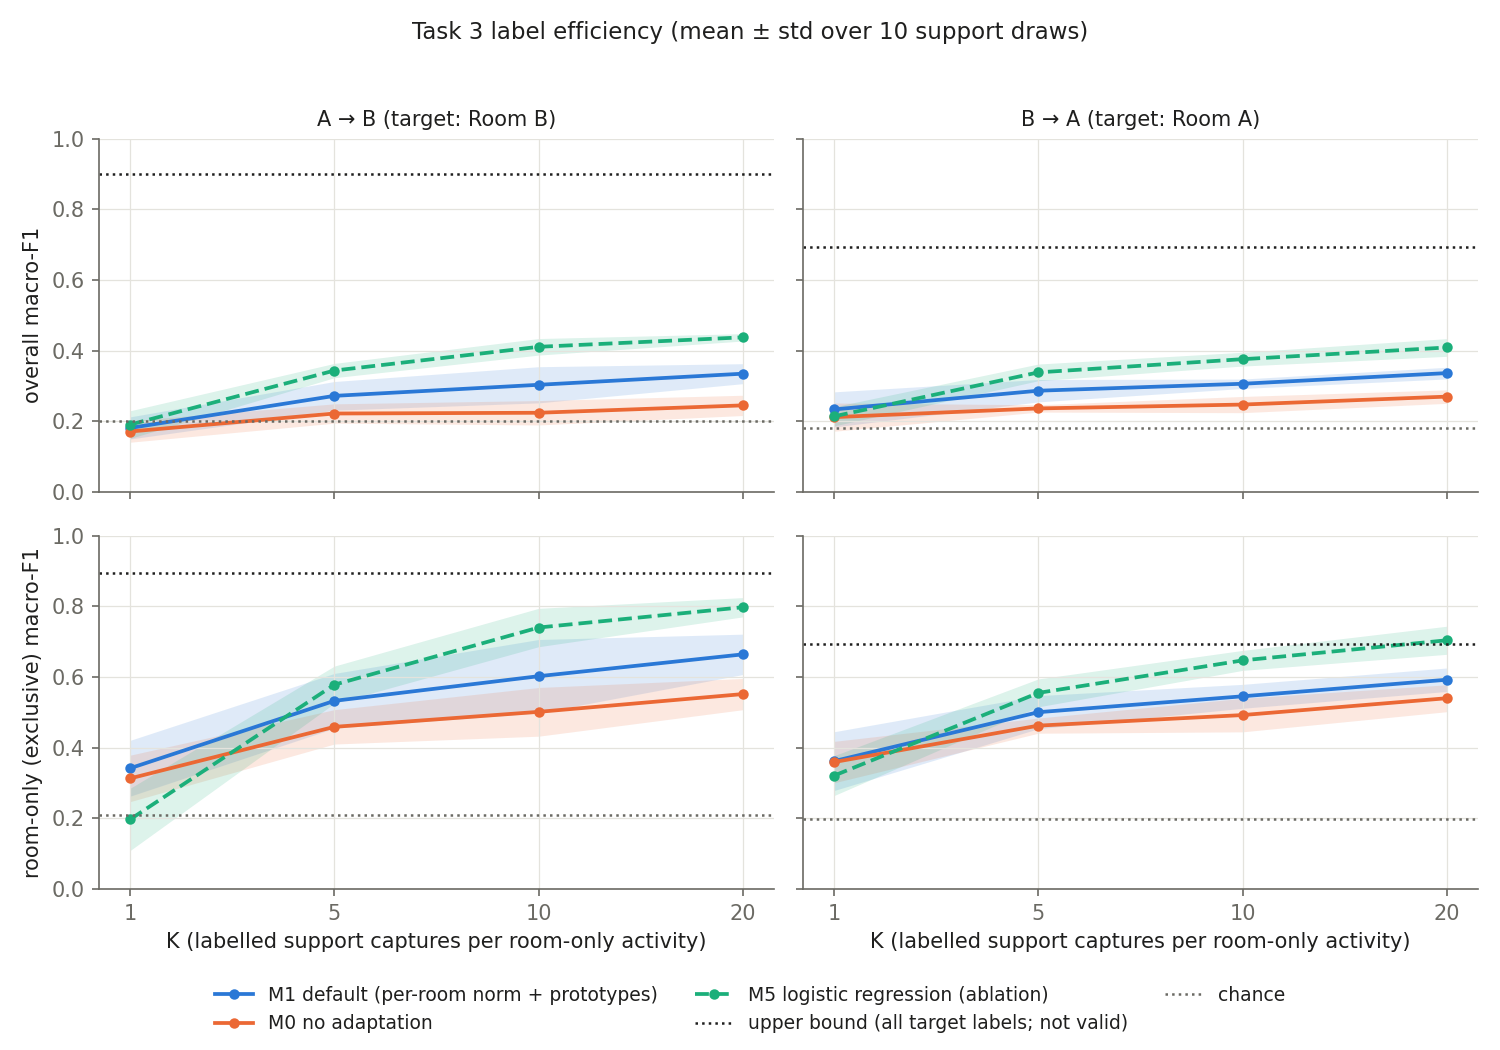 Task 3 label efficiency (mean ± std over 10 support draws)
A → B (target: Room B)
B → A (target: Room A)
overall macro-F1
1.0
0.8
0.6
0.4
0.2
0.0
room-only (exclusive) macro-F1
1.0
0.8
0.6
0.4
0.2
0.0
1 5 10 20
1 5 10 20
K (labelled support captures per room-only activity)
K (labelled support captures per room-only activity)
M1 default (per-room norm + prototypes)
M0 no adaptation
M5 logistic regression (ablation)
upper bound (all target labels; not valid)
chance